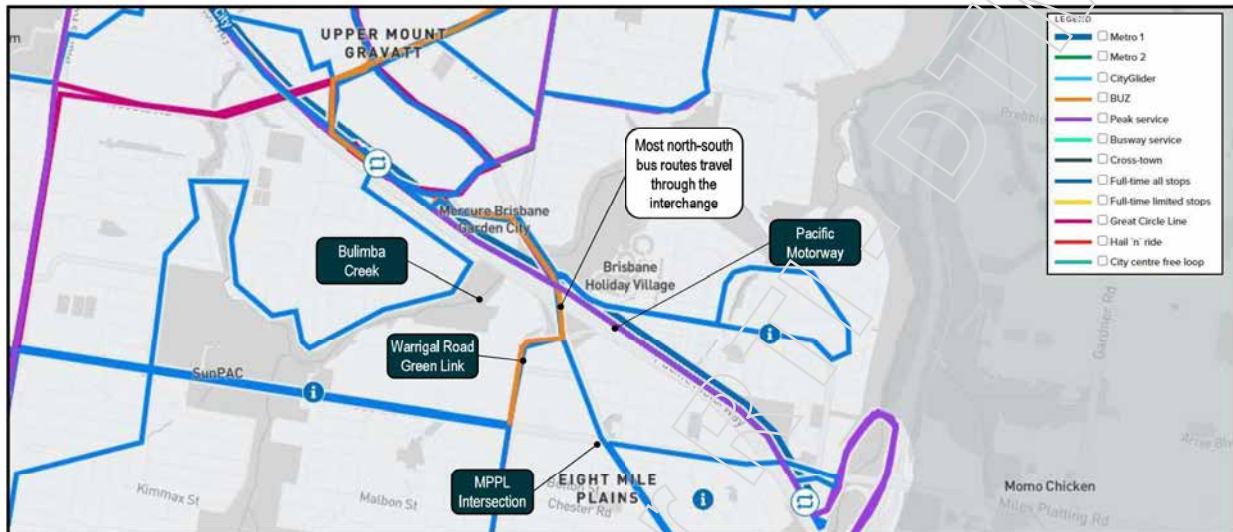 UPPER MOUNT
GRAVATT
City
Most north-south
bus routes travel
through the
interchange
Mercure Brisbane
Garden City
Bulimba
Creek
Pacific
Motorway
Brisbane
Holiday Village
Warrigal Road
Green Link
SunPAC
MPPL
Intersection
EIGHT MILE
PLAINS
Kimmax St
Malbon St
Chester Rd
Momo Chicken
Miles Platting Rd
Gardner Rd
LEGEND
Metro 1
Metro 2
CityGlider
BUZ
Peak service
Busway service
Cross-town
Full-time all stops
Full-time limited stops
Great Circle Line
Hail 'n' ride
City centre free loop